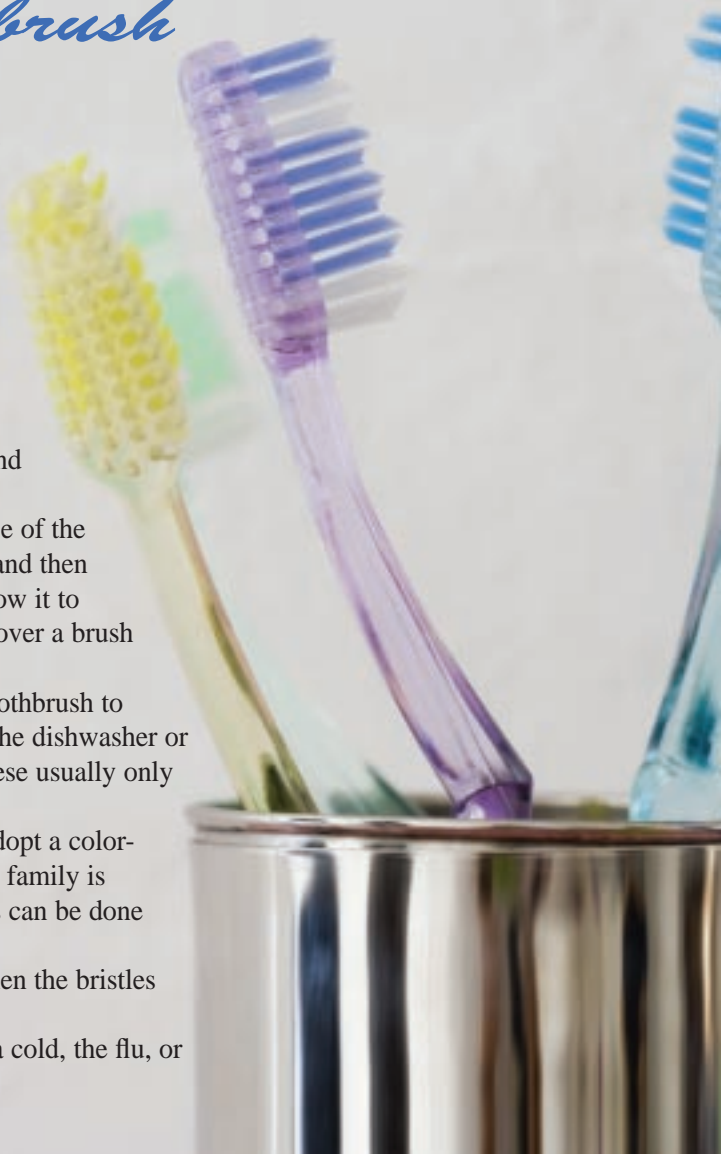 brush
nd
e of the
and then
ow it to
over a brush
othbrush to
he dishwasher or
ese usually only
dopt a color-
family is
can be done
en the bristles
a cold, the flu, or